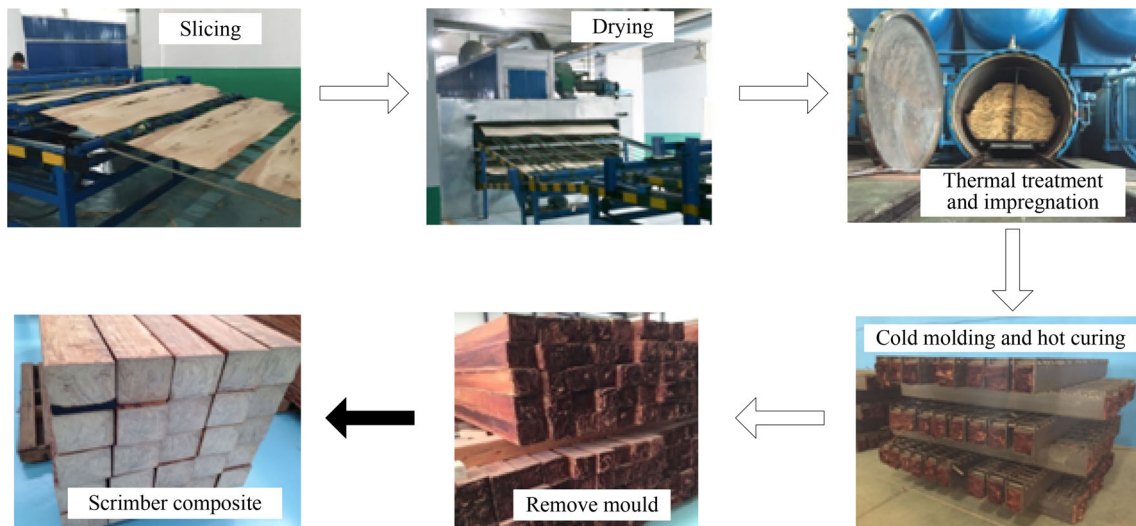 Slicing
Drying
Thermal treatment
and impregnation
Cold molding and hot curing
Remove mould
Scrimber composite